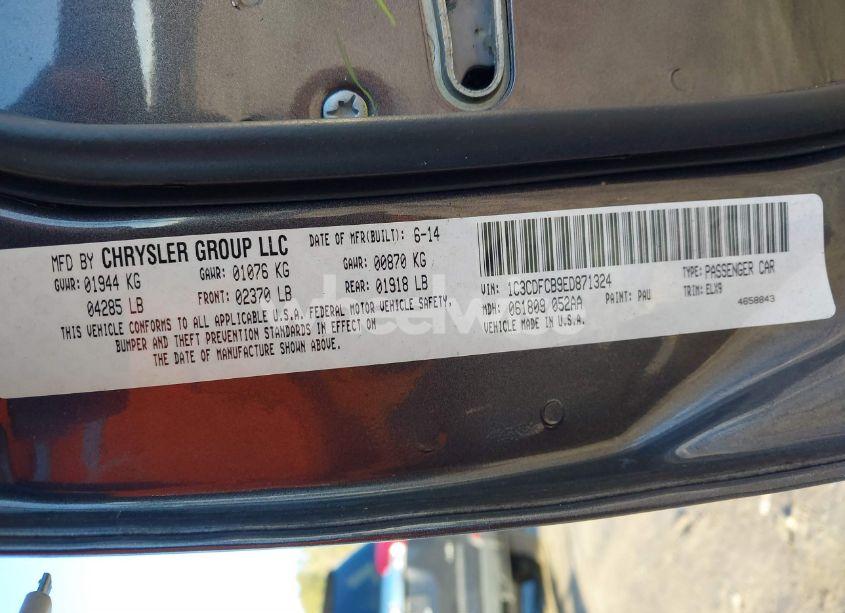 MFD BY CHRYSLER GROUP LLC DATE OF MFR(BUILT): 6-14
GVWR: 01944 KG GAWR: 01076 KG GAWR: 00870 KG
04285 LB FRONT: 02370 LB REAR: 01918 LB
THIS VEHICLE CONFORMS TO ALL APPLICABLE U.S.A. FEDERAL MOTOR VEHICLE SAFETY,
BUMPER AND THEFT PREVENTION STANDARDS IN EFFECT ON
THE DATE OF MANUFACTURE SHOWN ABOVE.
VIN: 1C3CDFCB9ED871324 TYPE: PASSENGER CAR
MDH: 061809 052AA PAINT: PAU TRIM: ELX9
VEHICLE MADE IN U.S.A. 4658843